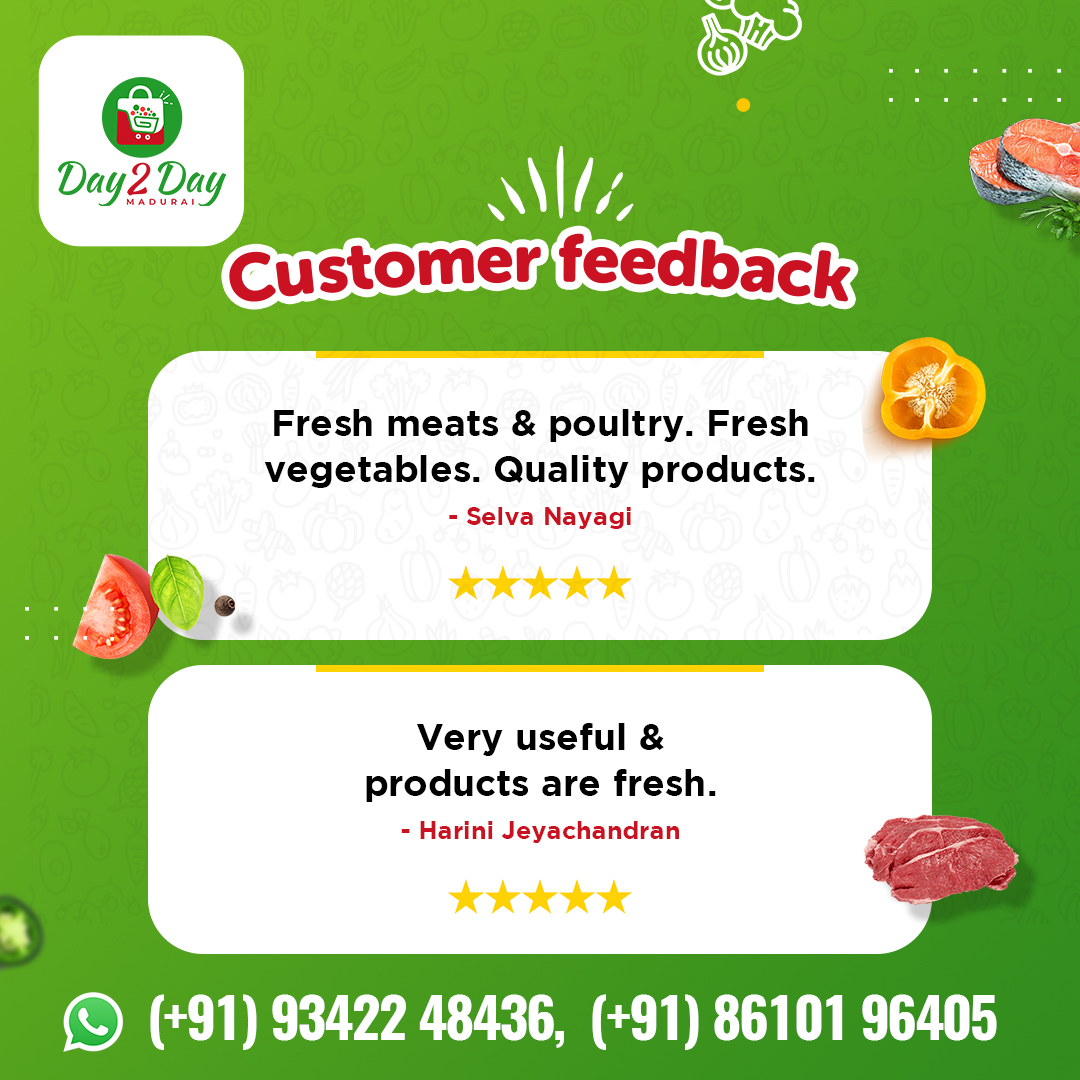 Day2Day
MADURAI
Customer feedback
Fresh meats & poultry. Fresh
vegetables. Quality products.
- Selva Nayagi
Very useful &
products are fresh.
- Harini Jeyachandran
(+91) 93422 48436, (+91) 86101 96405